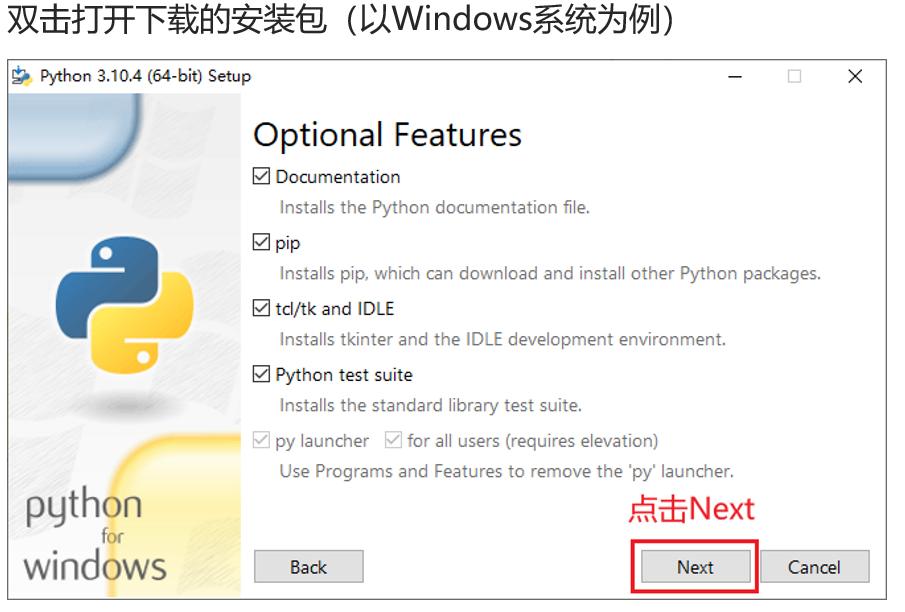 双击打开下载的安装包（以Windows系统为例）
Python 3.10.4 (64-bit) Setup
Optional Features
Documentation
Installs the Python documentation file.
pip
Installs pip, which can download and install other Python packages.
tcl/tk and IDLE
Installs tkinter and the IDLE development environment.
Python test suite
Installs the standard library test suite.
py launcher for all users (requires elevation)
Use Programs and Features to remove the 'py' launcher.
点击Next
python
for
windows
Back Next Cancel